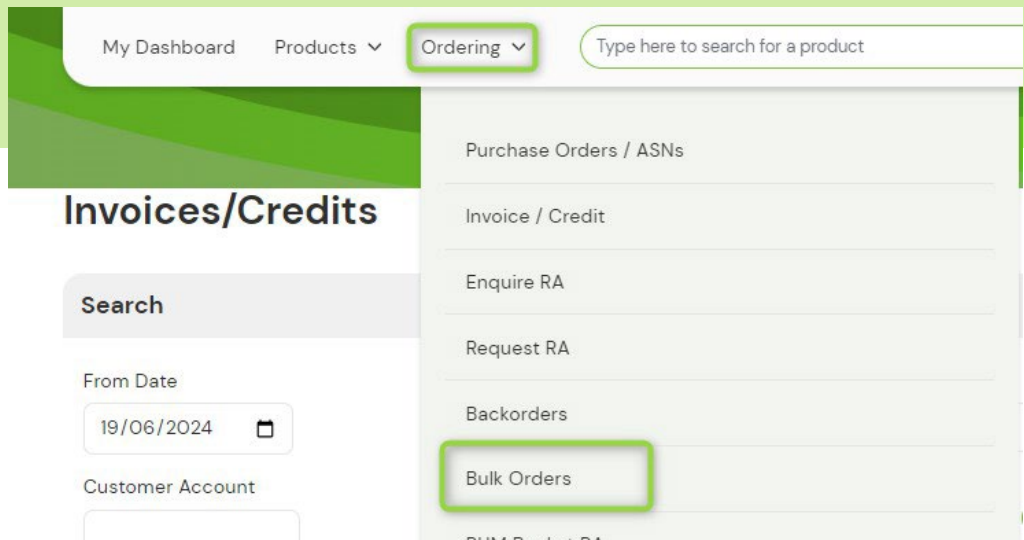 My Dashboard Products Ordering Type here to search for a product
Purchase Orders / ASNs
Invoices/Credits
Invoice / Credit
Enquire RA
Search
Request RA
From Date
19/06/2024
Backorders
Customer Account
Bulk Orders